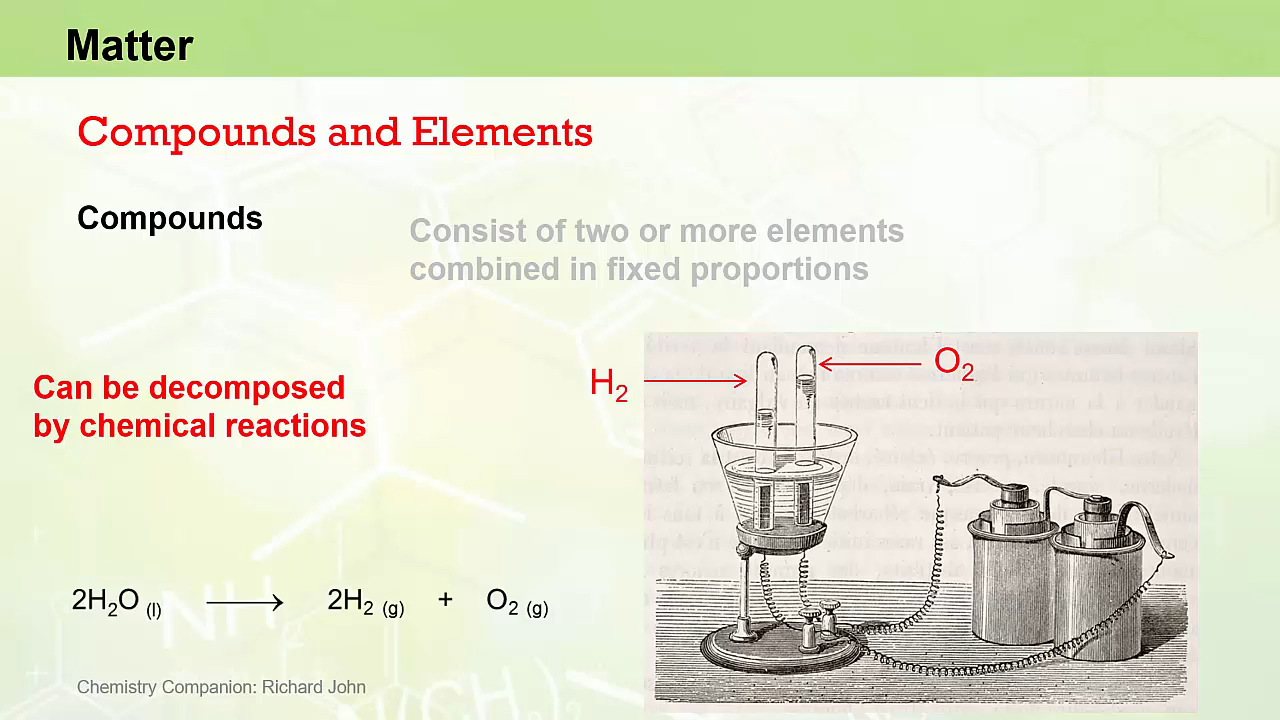 Matter
Compounds and Elements
Compounds
Consist of two or more elements
combined in fixed proportions
Can be decomposed
by chemical reactions
H₂
O₂
2H₂O (l) ⟶ 2H₂ (g) + O₂ (g)
Chemistry Companion: Richard John